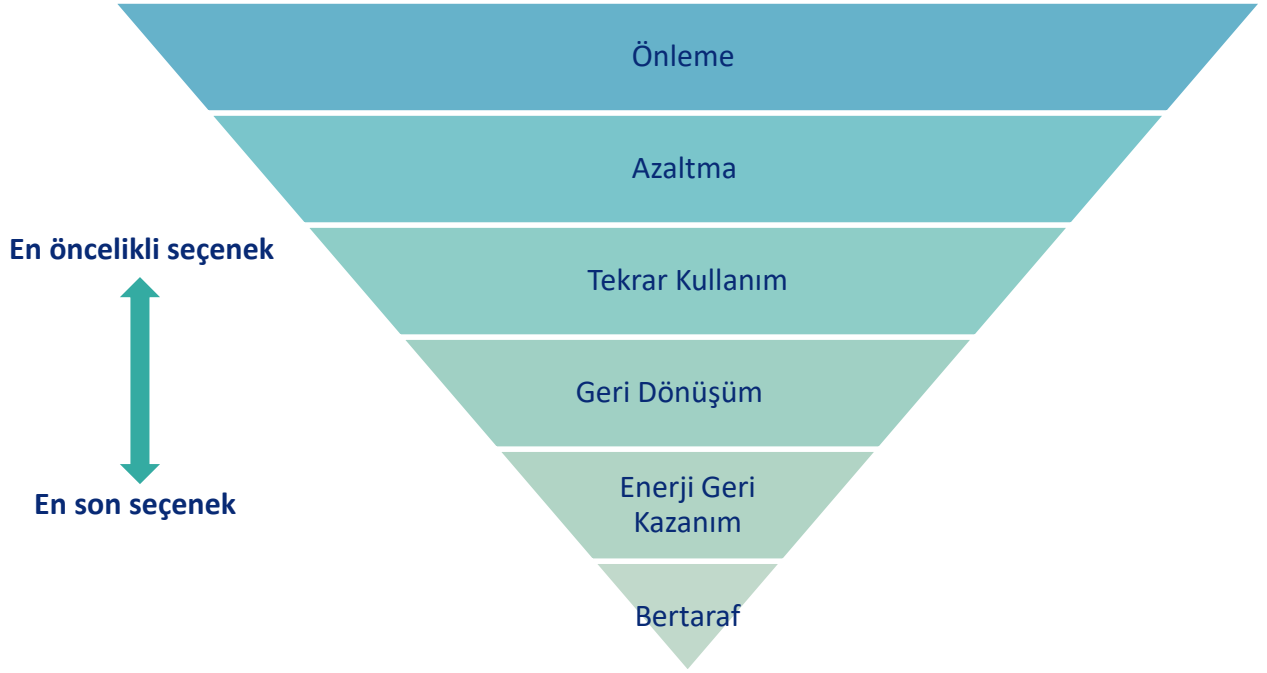 Önleme
Azaltma
En öncelikli seçenek
Tekrar Kullanım
Geri Dönüşüm
En son seçenek
Enerji Geri
Kazanım
Bertaraf